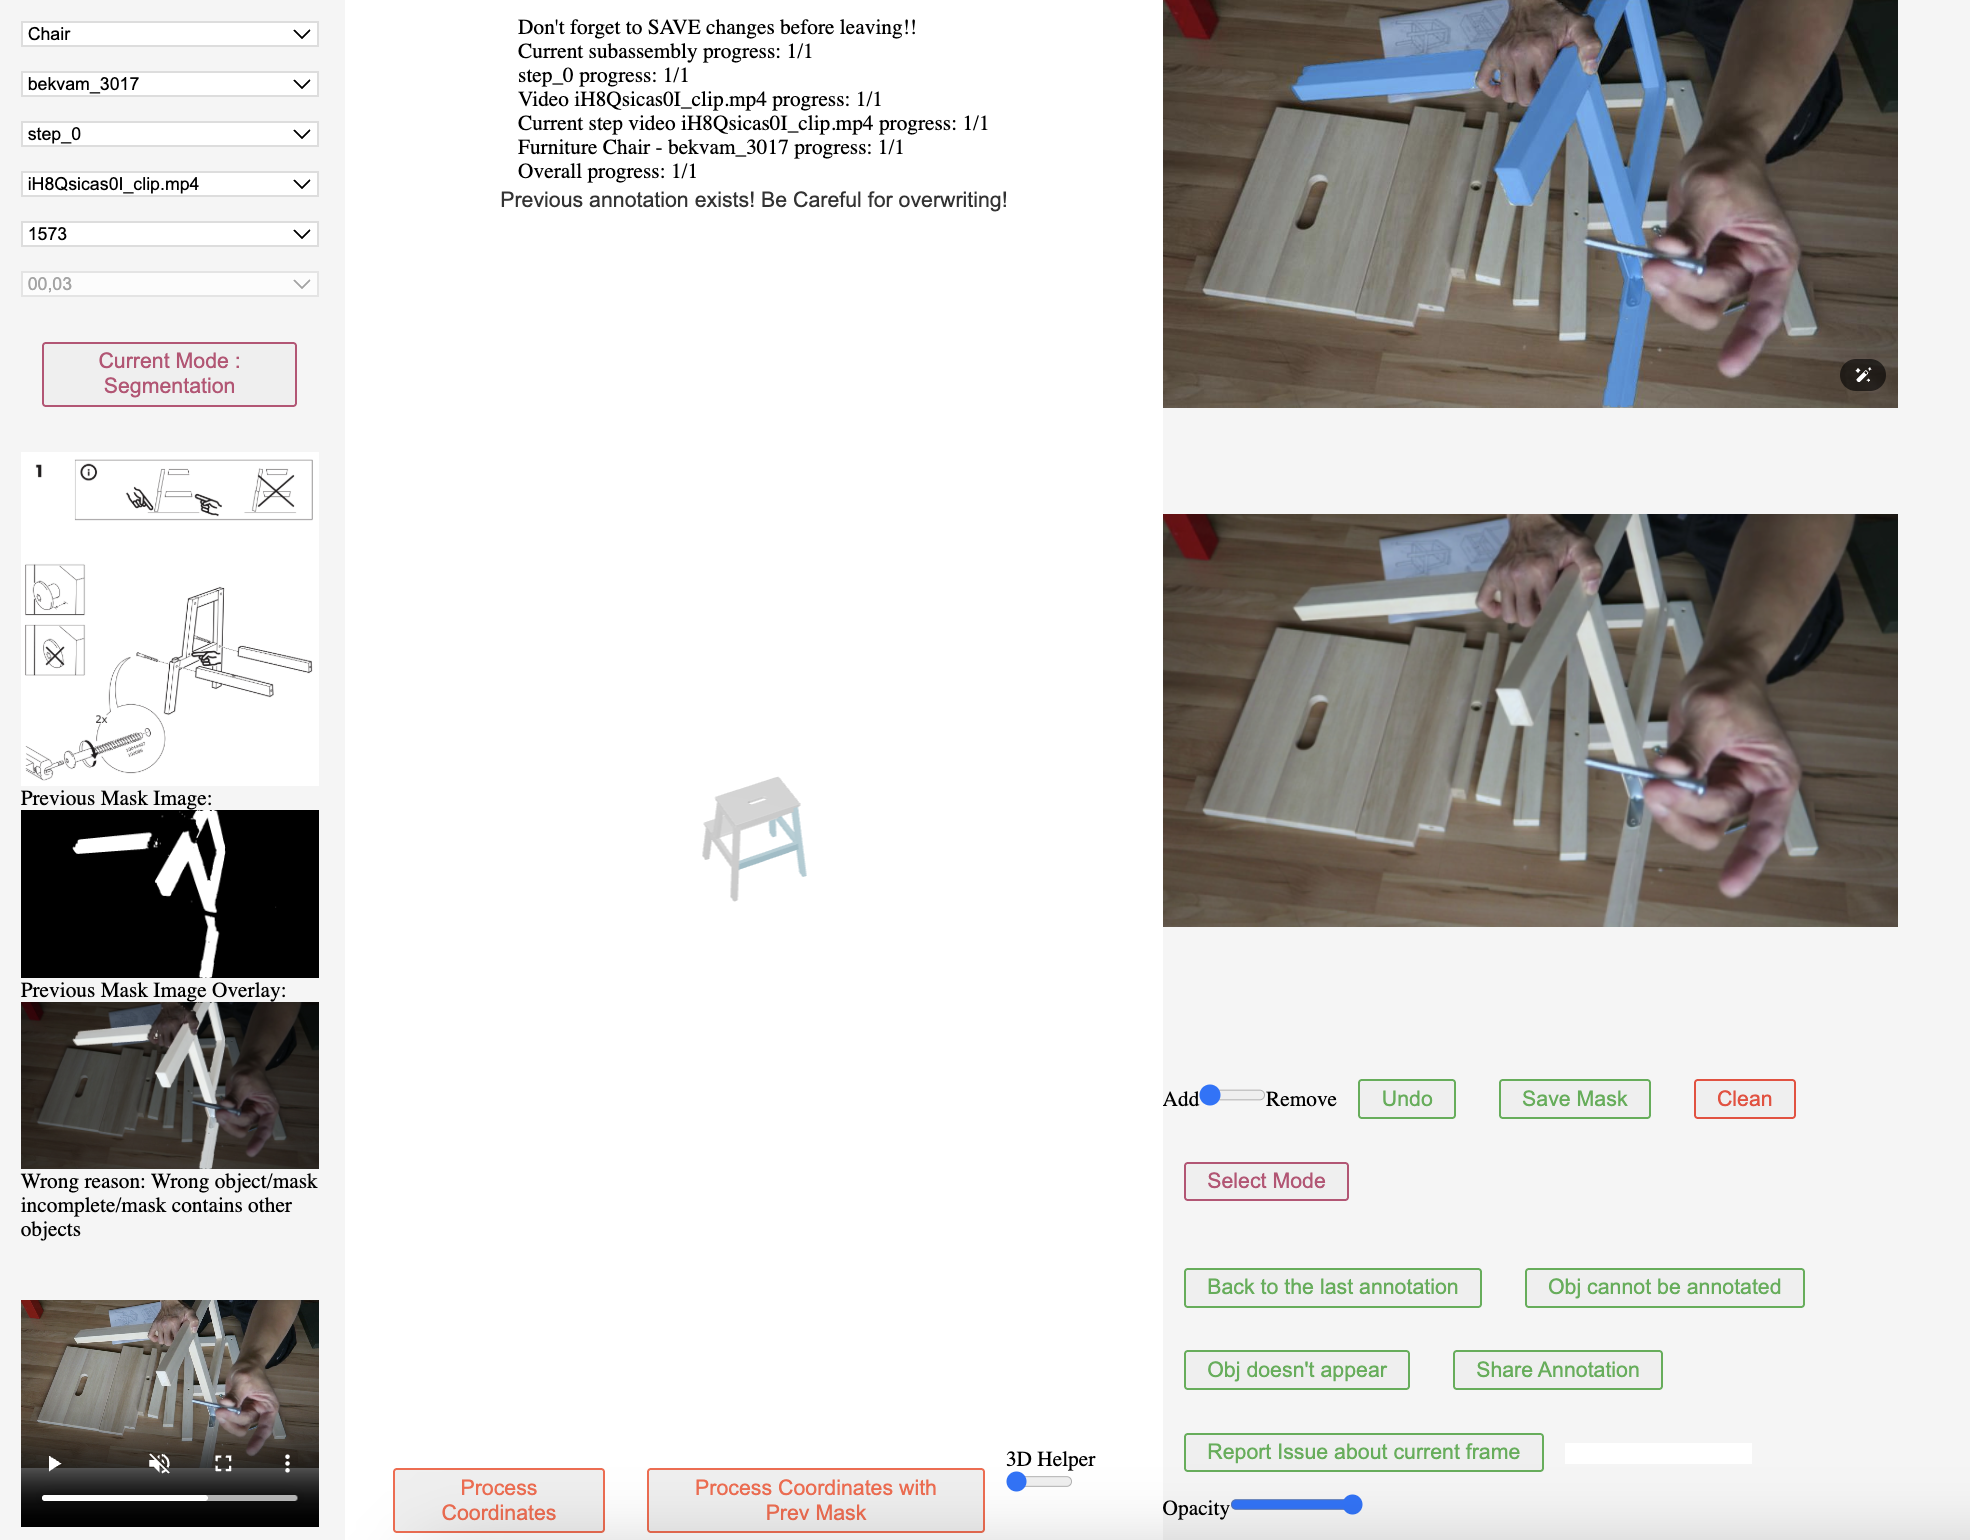 Chair
bekvam_3017
step_0
iH8Qsicas0I_clip.mp4
1573
00,03
Current Mode :
Segmentation
1
2x
Previous Mask Image:
Previous Mask Image Overlay:
Wrong reason: Wrong object/mask
incomplete/mask contains other
objects
Don't forget to SAVE changes before leaving!!
Current subassembly progress: 1/1
step_0 progress: 1/1
Video iH8Qsicas0I_clip.mp4 progress: 1/1
Current step video iH8Qsicas0I_clip.mp4 progress: 1/1
Furniture Chair - bekvam_3017 progress: 1/1
Overall progress: 1/1
Previous annotation exists! Be Careful for overwriting!
Process
Coordinates
Process Coordinates with
Prev Mask
3D Helper
Add Remove
Undo
Save Mask
Clean
Select Mode
Back to the last annotation
Obj cannot be annotated
Obj doesn't appear
Share Annotation
Report Issue about current frame
Opacity